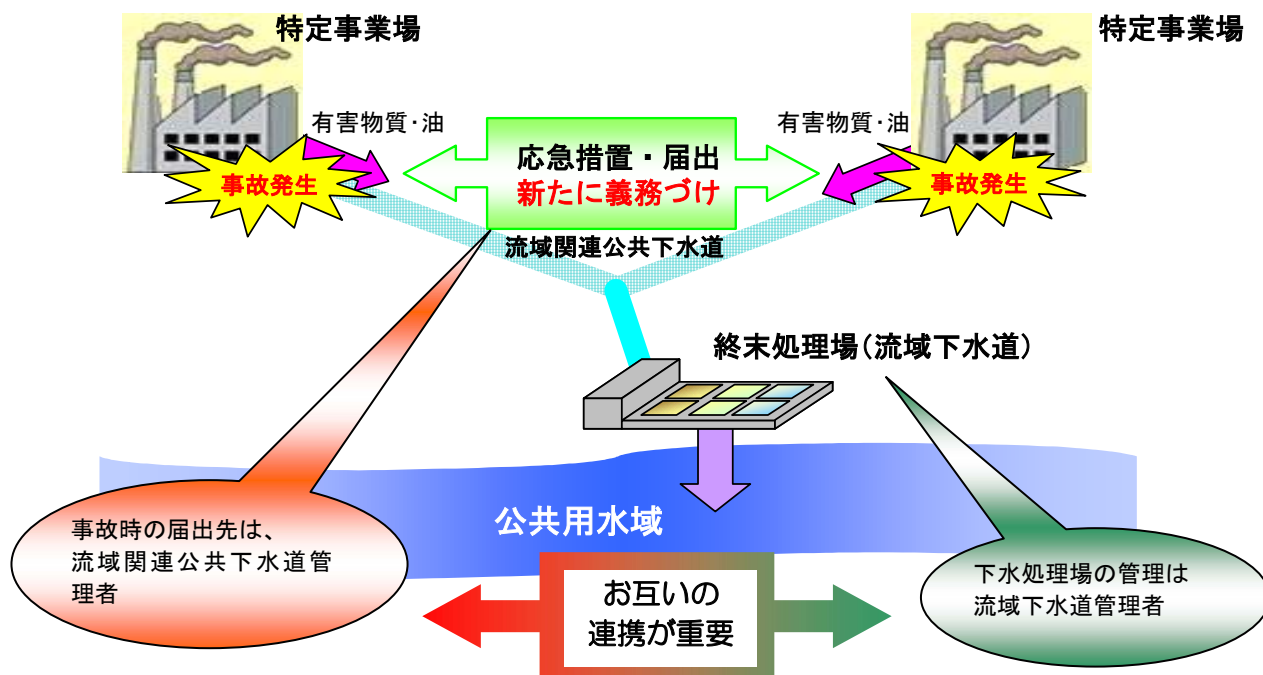 特定事業場
特定事業場
有害物質・油
有害物質・油
事故発生
応急措置・届出
新たに義務づけ
事故発生
流域関連公共下水道
終末処理場（流域下水道）
公共用水域
事故時の届出先は、
流域関連公共下水道管
理者
お互いの
連携が重要
下水処理場の管理は
流域下水道管理者